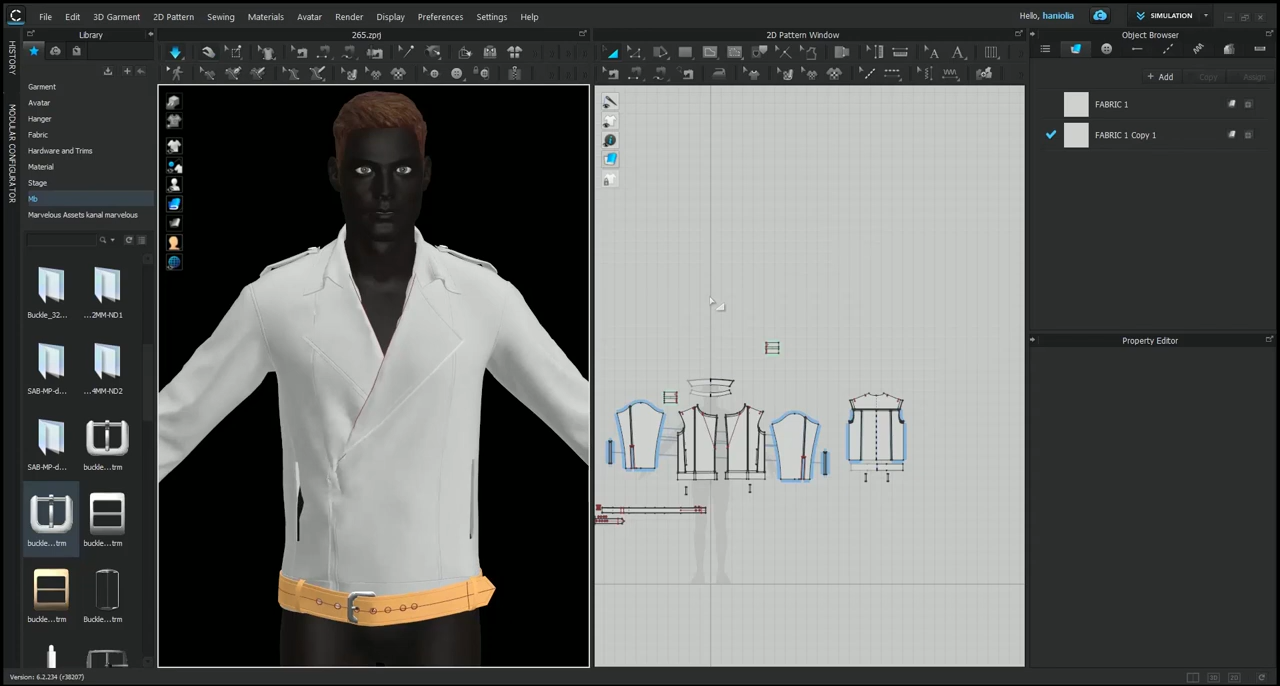 File Edit 3D Garment 2D Pattern Sewing Materials Avatar Render Display Preferences Settings Help
Hello, haniolia
SIMULATION
Library
265.zprj
2D Pattern Window
Object Browser
HISTORY
MODULAR CONFIGURATOR
Garment
Avatar
Hanger
Fabric
Hardware and Trims
Material
Stage
Mb
Marvelous Assets kanal marvelous
+ Add Copy Assign
FABRIC 1
FABRIC 1 Copy 1
Property Editor
Buckle_32... ...2MM-ND1
SAB-MP-d... ...4MM-ND2
SAB-MP-d... buckle...trm
buckle...trm buckle...trm
buckle...trm Buckle...trm
Version: 6.2.234 (r38207)